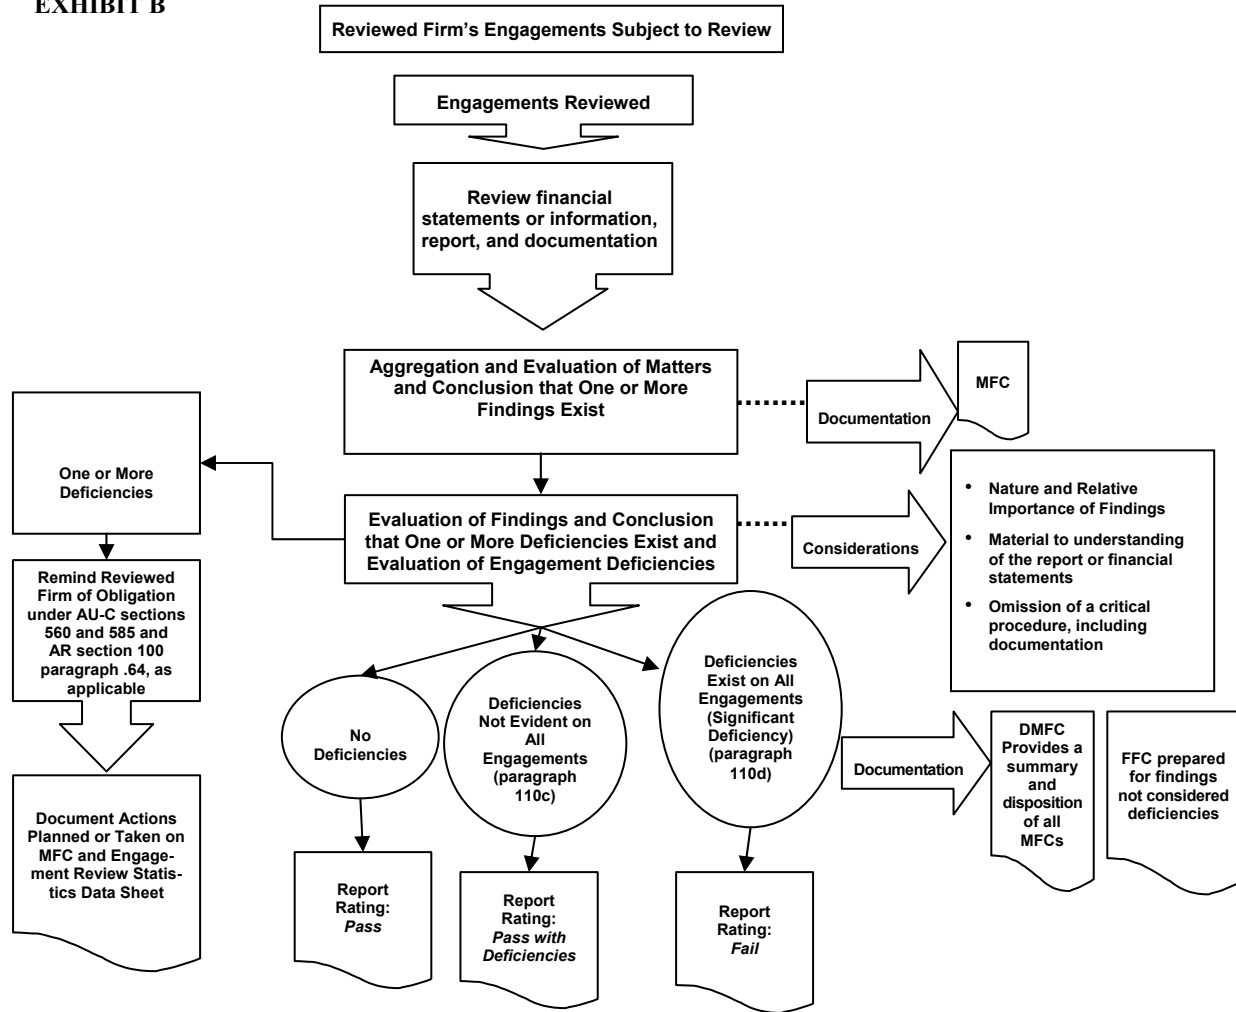 EXHIBIT B
Reviewed Firm’s Engagements Subject to Review
Engagements Reviewed
Review financial
statements or information,
report, and documentation
Aggregation and Evaluation of Matters
and Conclusion that One or More
Findings Exist
Documentation
MFC
One or More
Deficiencies
Evaluation of Findings and Conclusion
that One or More Deficiencies Exist and
Evaluation of Engagement Deficiencies
Considerations
• Nature and Relative
Importance of Findings
• Material to understanding
of the report or financial
statements
• Omission of a critical
procedure, including
documentation
Remind Reviewed
Firm of Obligation
under AU-C sections
560 and 585 and
AR section 100
paragraph .64, as
applicable
No
Deficiencies
Deficiencies
Not Evident on
All
Engagements
(paragraph
110c)
Deficiencies
Exist on All
Engagements
(Significant
Deficiency)
(paragraph
110d)
Documentation
DMFC
Provides a
summary
and
disposition
of all
MFCs
FFC prepared
for findings
not considered
deficiencies
Document Actions
Planned or Taken on
MFC and Engage-
ment Review Statis-
tics Data Sheet
Report
Rating:
Pass
Report
Rating:
Pass with
Deficiencies
Report
Rating:
Fail